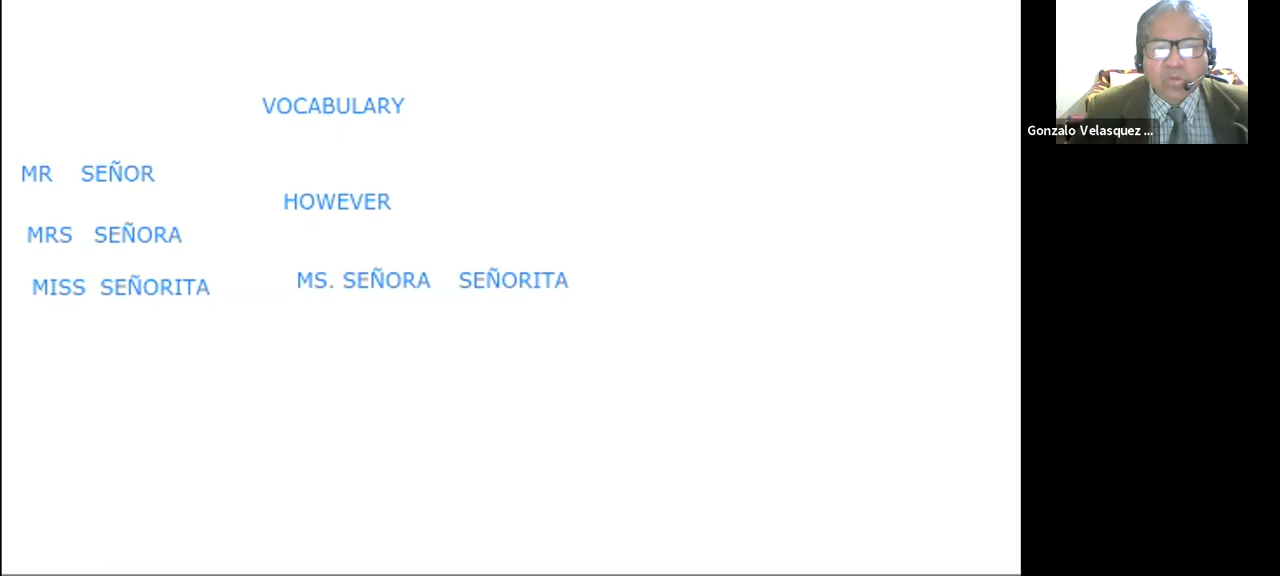 VOCABULARY
MR SEÑOR
HOWEVER
MRS SEÑORA
MISS SEÑORITA
MS. SEÑORA SEÑORITA
Gonzalo Velasquez ...